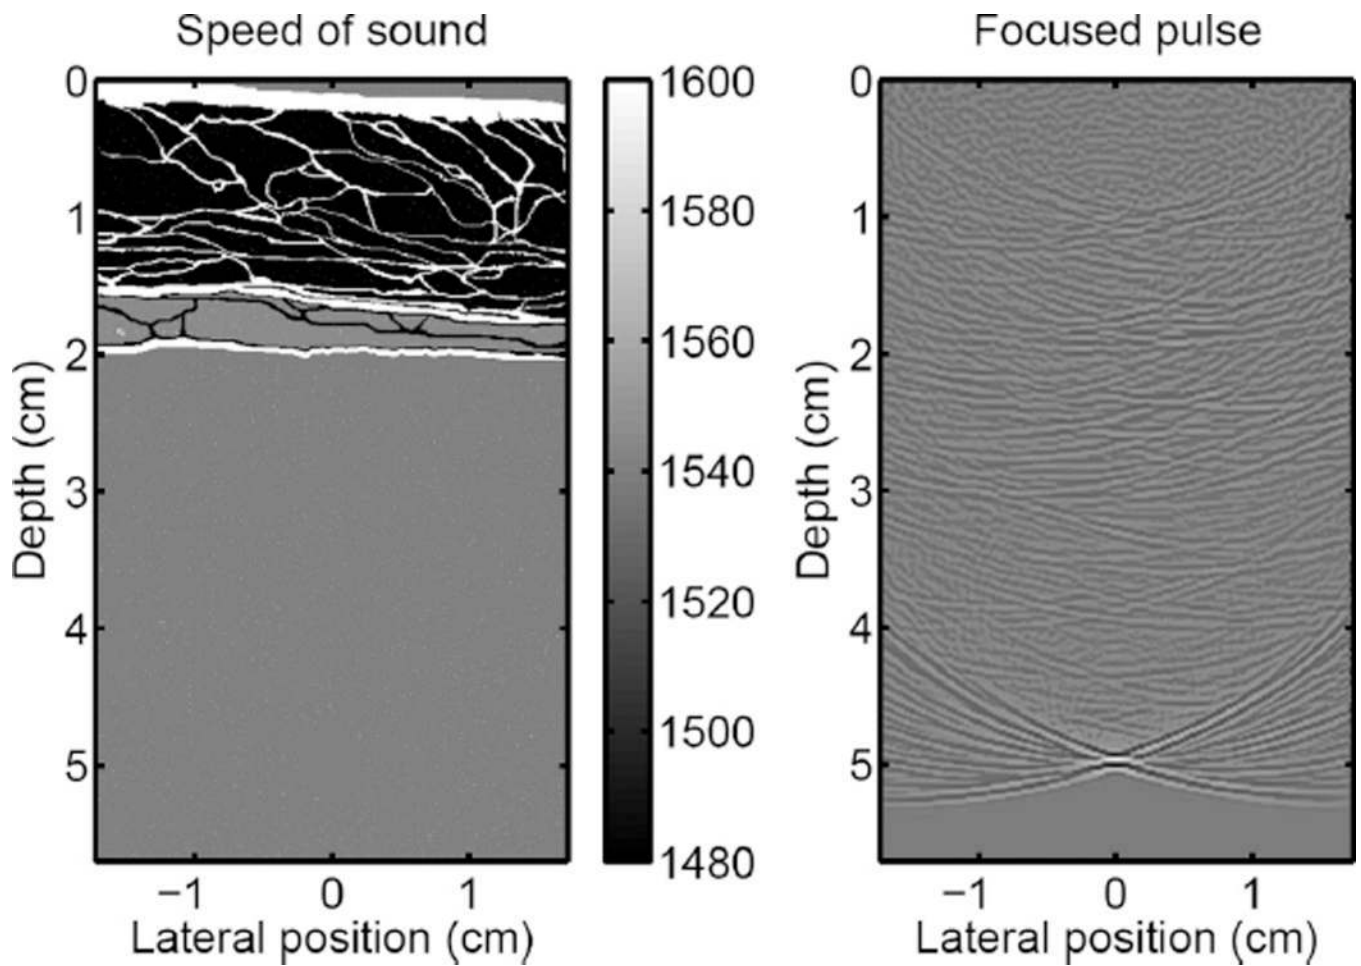 Speed of sound
Focused pulse
0
1
2
3
4
5
Depth (cm)
−1 0 1
Lateral position (cm)
1600
1580
1560
1540
1520
1500
1480
0
1
2
3
4
5
Depth (cm)
−1 0 1
Lateral position (cm)